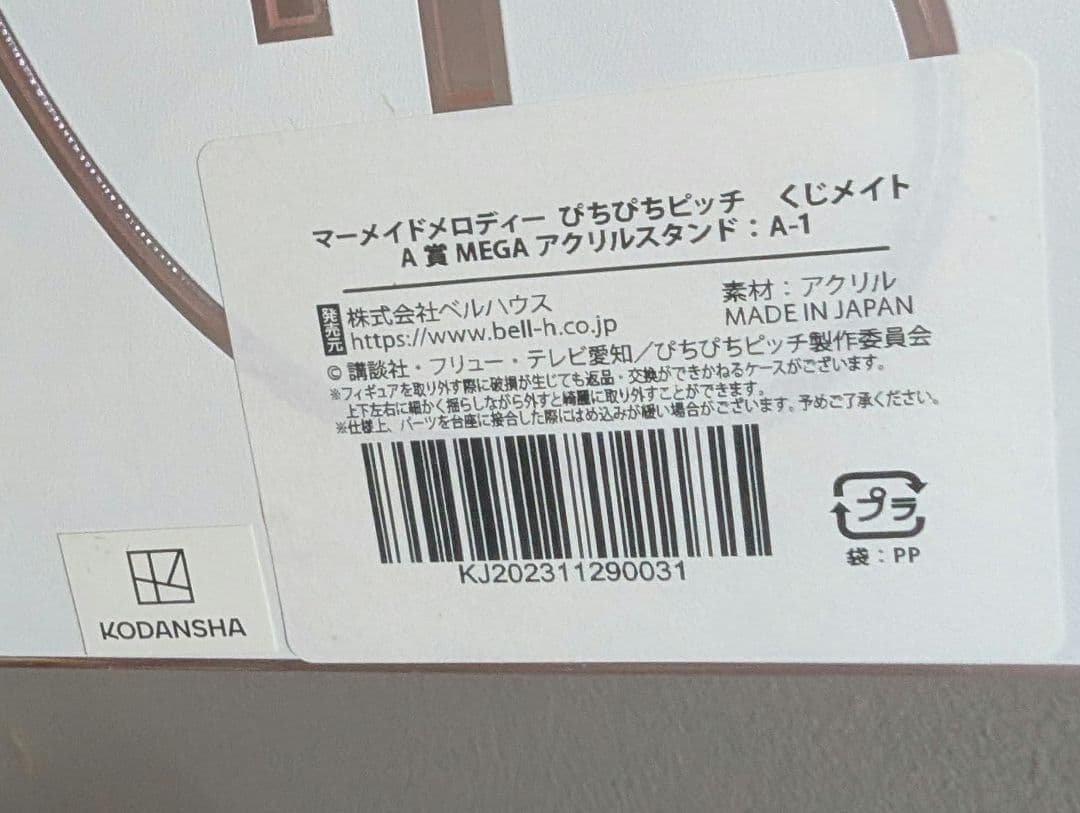 マーメイドメロディー ぴちぴちピッチ　くじメイト
A 賞 MEGA アクリルスタンド：A-1
発売元 株式会社ベルハウス
https://www.bell-h.co.jp
素材：アクリル
MADE IN JAPAN
© 講談社・フリュー・テレビ愛知／ぴちぴちピッチ製作委員会
※フィギュアを取り外す際に破損が生じても返品・交換ができかねるケースがございます。
上下左右に細かく揺らしながら外すと綺麗に取り外すことができます。
※仕様上、パーツを台座に接合した際にはめ込みが緩い場合がございます。予めご了承ください。
KJ202311290031
プラ
袋：PP
KODANSHA